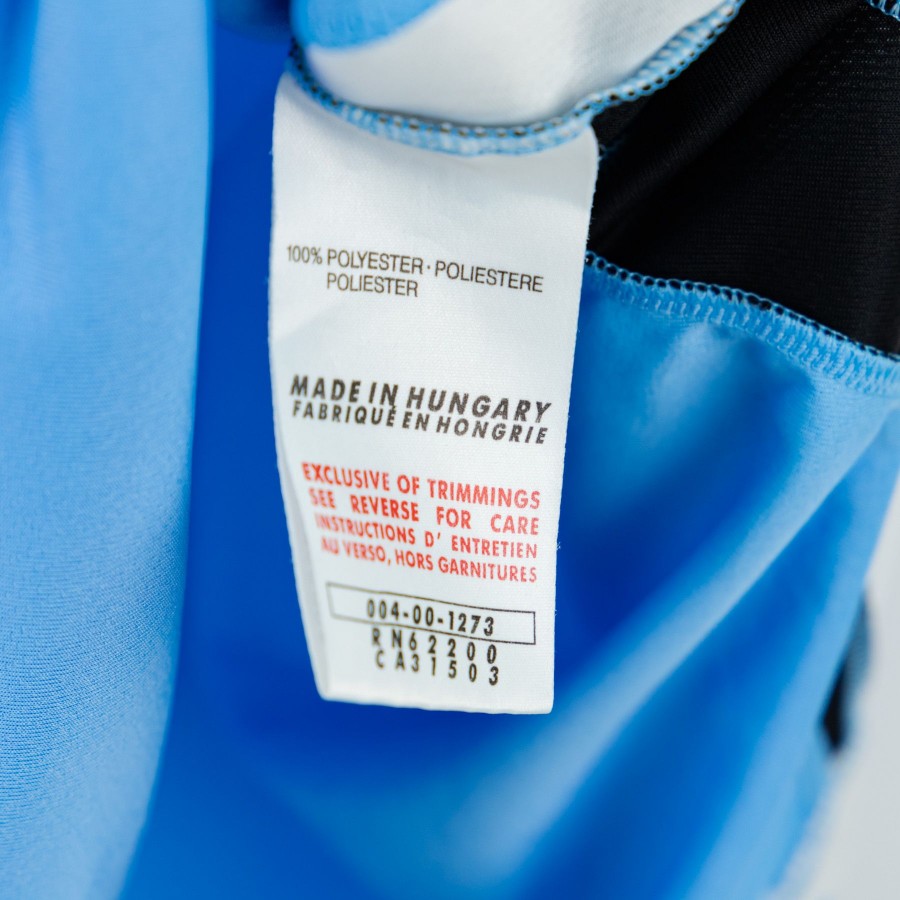 100% POLYESTER · POLIESTERE
POLIESTER
MADE IN HUNGARY
FABRIQUÉ EN HONGRIE
EXCLUSIVE OF TRIMMINGS
SEE REVERSE FOR CARE
INSTRUCTIONS D' ENTRETIEN
AU VERSO, HORS GARNITURES
004-00-1273
RN62200
CA31503